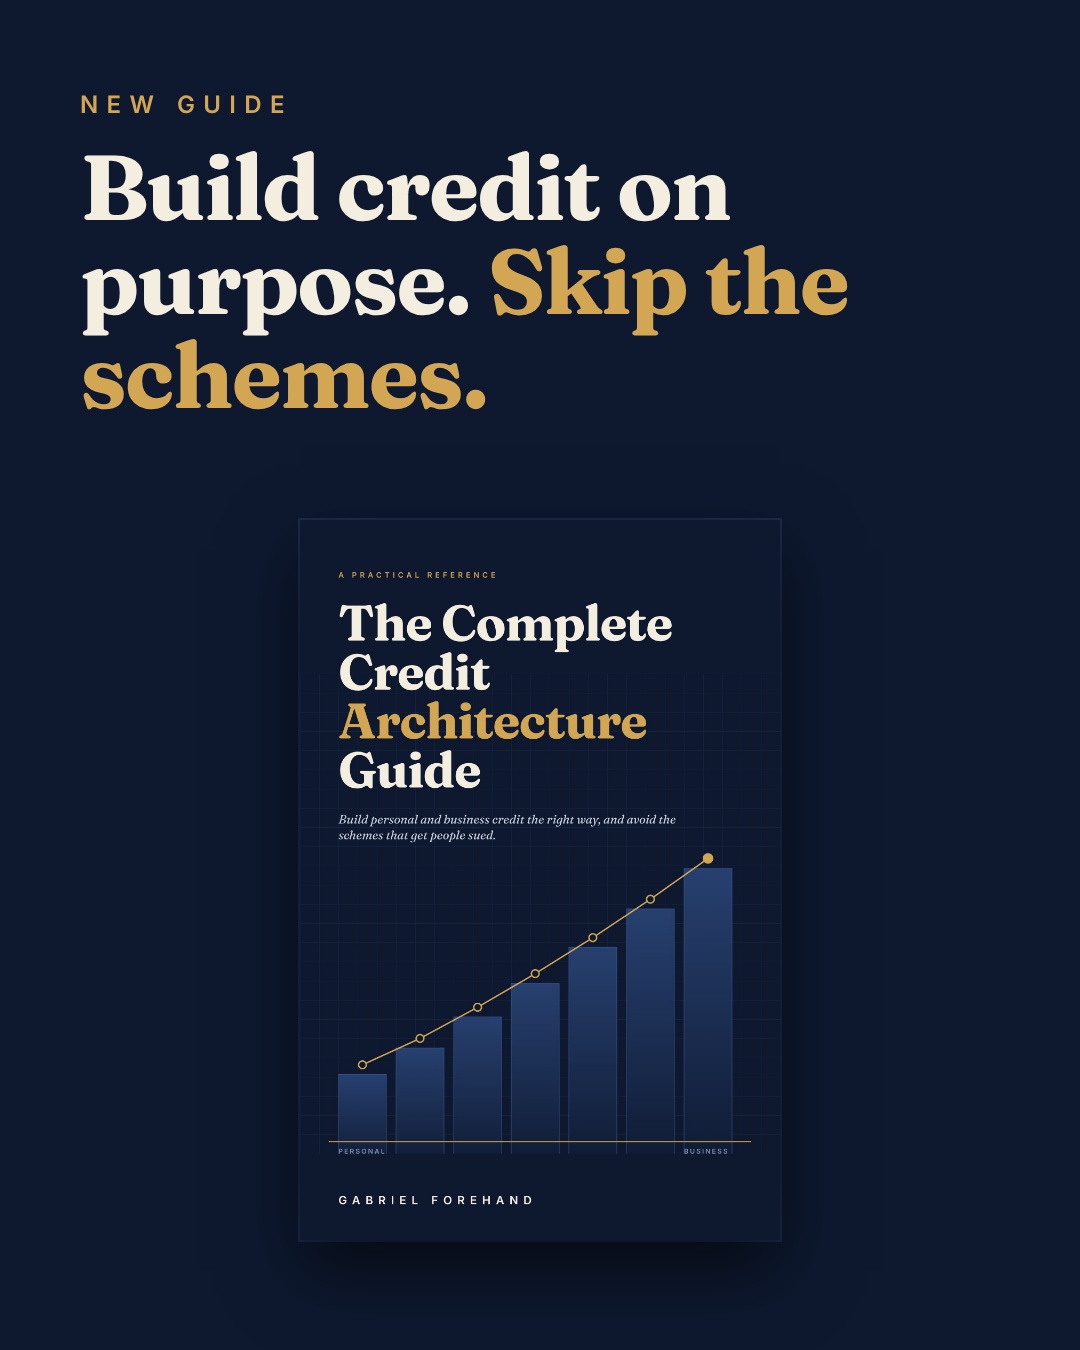 NEW GUIDE
Build credit on
purpose. Skip the
schemes.
A PRACTICAL REFERENCE
The Complete
Credit
Architecture
Guide
Build personal and business credit the right way, and avoid the
schemes that get people sued.
PERSONAL
BUSINESS
GABRIEL FOREHAND